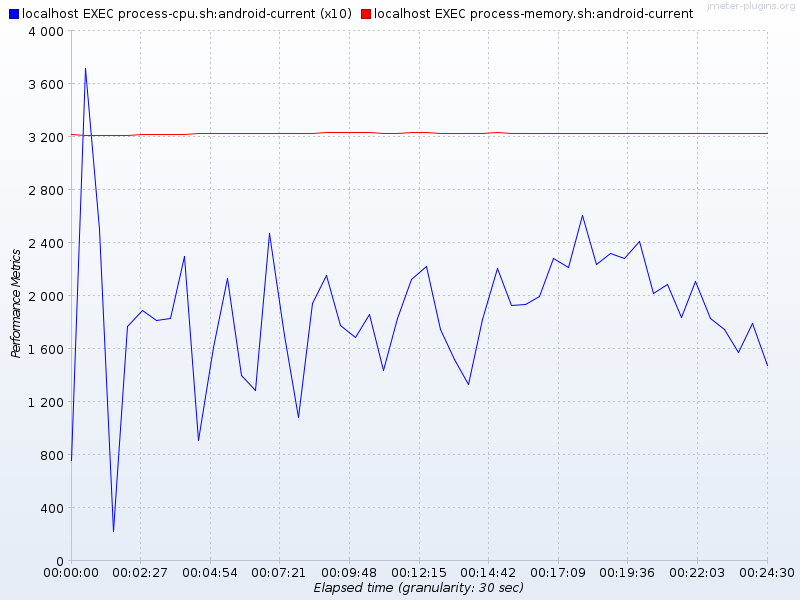 localhost EXEC process-cpu.sh:android-current (x10) localhost EXEC process-memory.sh:android-current
jmeter-plugins.org
4 000
3 600
3 200
2 800
2 400
2 000
1 600
1 200
800
400
0
Performance Metrics
00:00:00 00:02:27 00:04:54 00:07:21 00:09:48 00:12:15 00:14:42 00:17:09 00:19:36 00:22:03 00:24:30
Elapsed time (granularity: 30 sec)